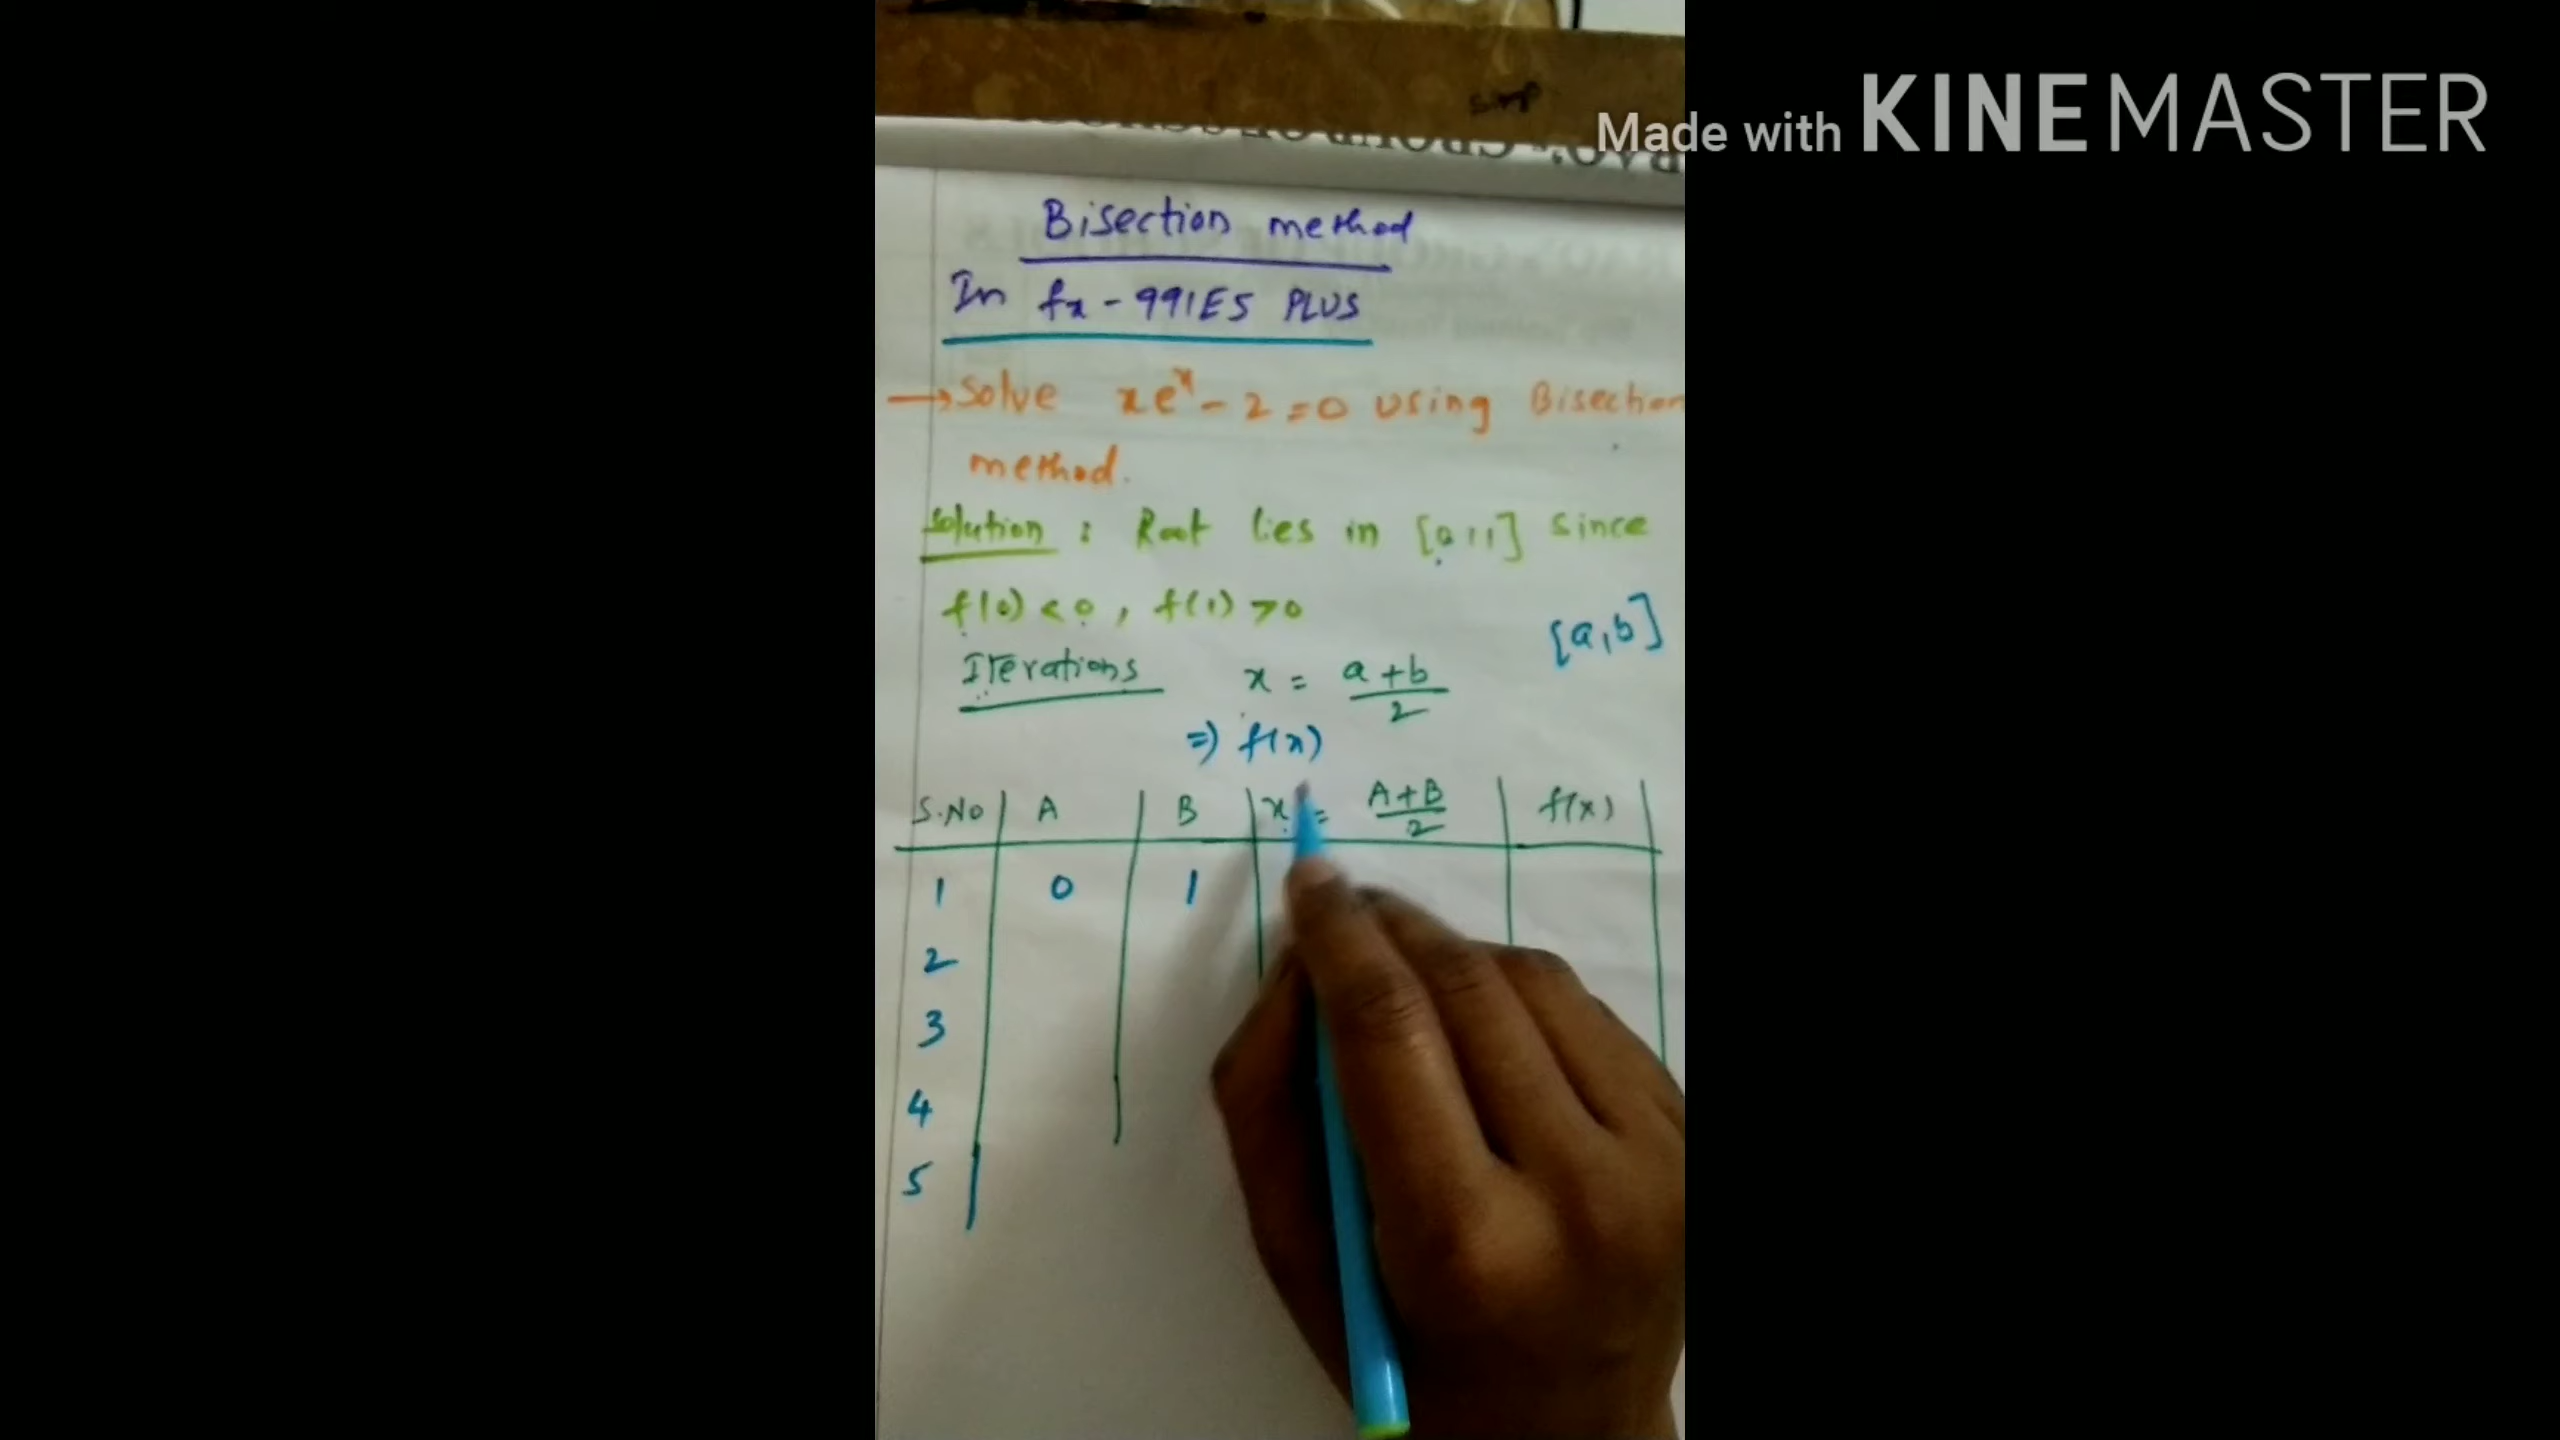 Made with KINEMASTER
Bisection method
In fx-991ES PLUS
→ Solve xeˣ - 2 = 0 using Bisection
method.
Solution : Root lies in [0,1] since
f(0) < 0 , f(1) > 0
[a,b]
Iterations x = a+b/2
⇒ f(x)
S.No A B x = A+B/2 f(x)
1 0 1
2
3
4
5